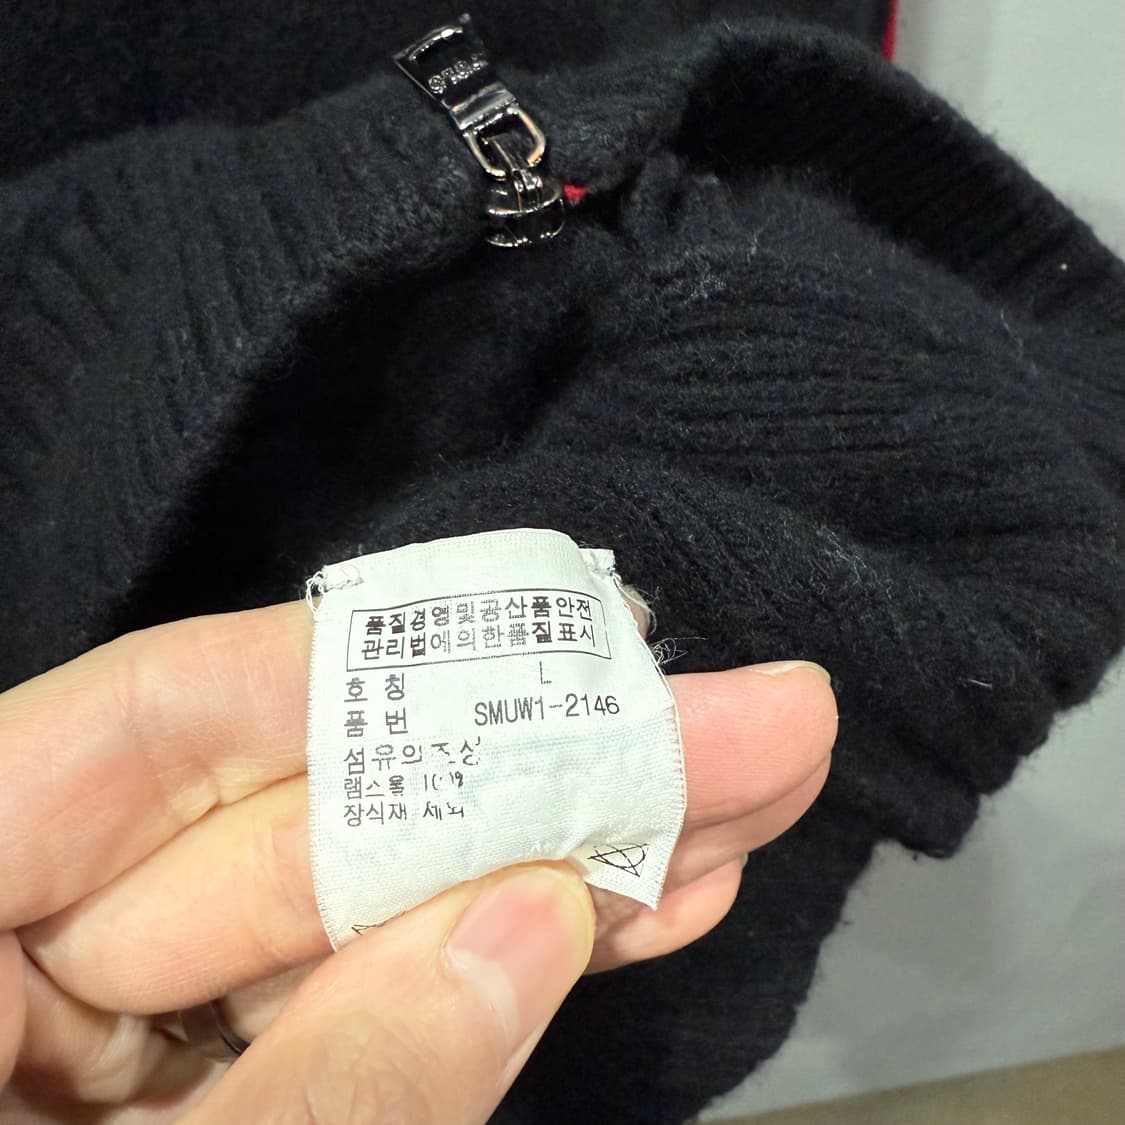 품질경영및공산품안전
관리법에의한품질표시
호 칭 L
품 번 SMUW1-2146
섬유의 조성
램스울
장식재 제외